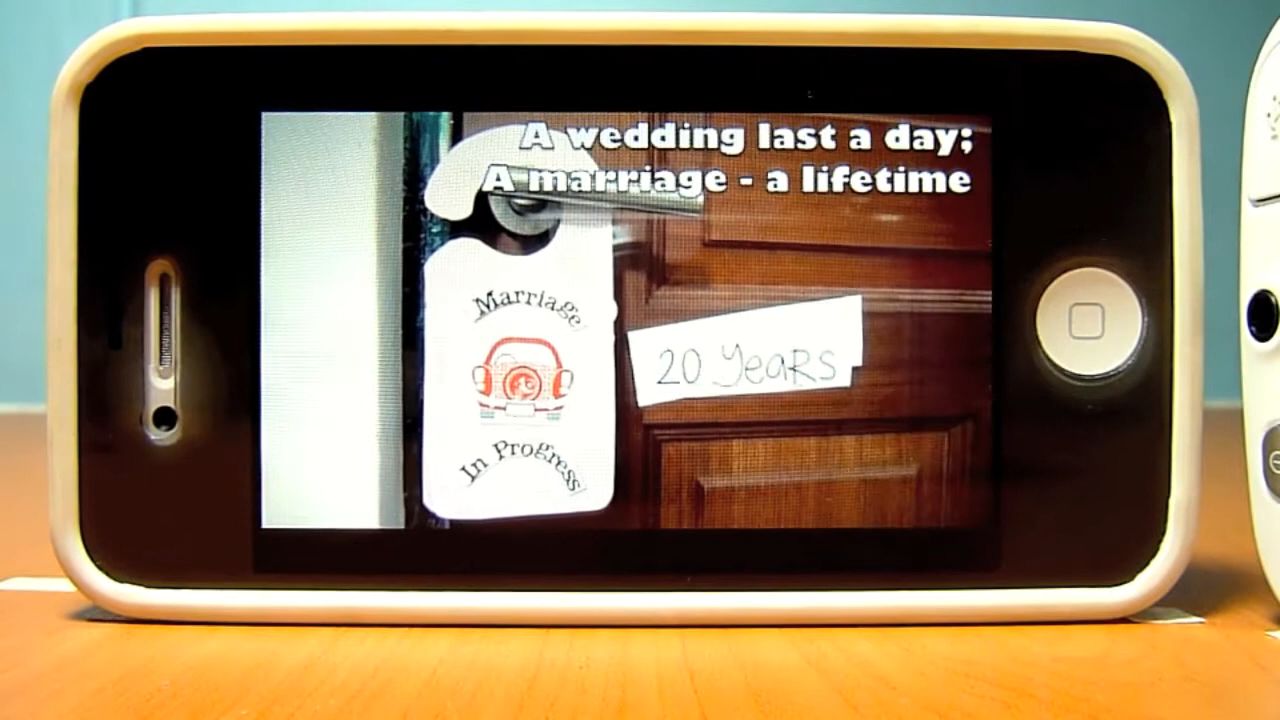 A wedding last a day;
A marriage - a lifetime
Marriage
20 YeaRS
In Progress